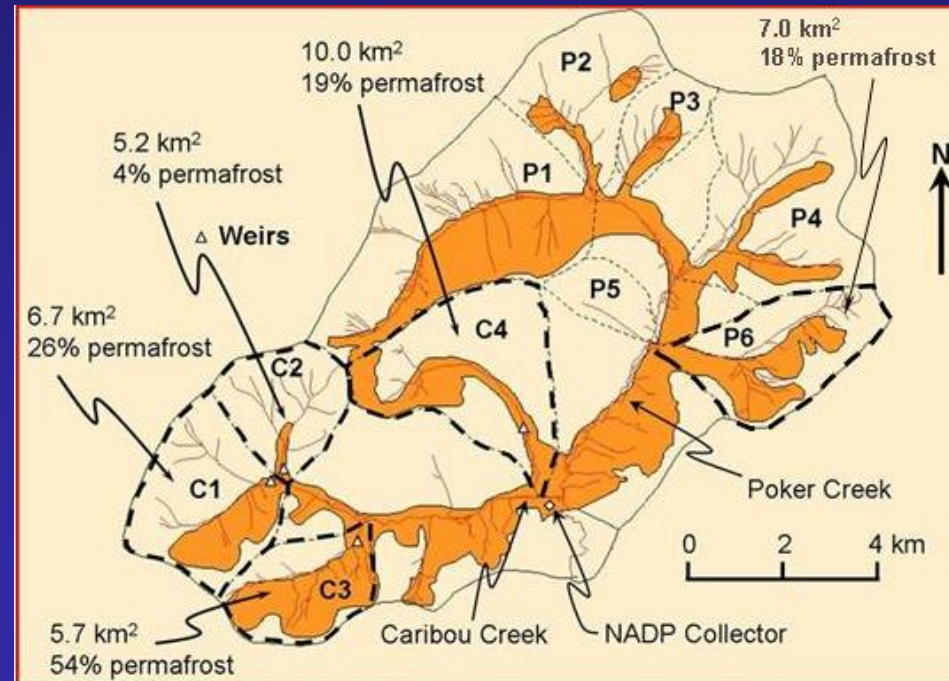 7.0 km²
18% permafrost
10.0 km²
19% permafrost
P2
P3
N
5.2 km²
4% permafrost
P1
P4
△ Weirs
P5
6.7 km²
26% permafrost
C4
P6
C2
C1
Poker Creek
0 2 4 km
C3
5.7 km²
54% permafrost
Caribou Creek
NADP Collector